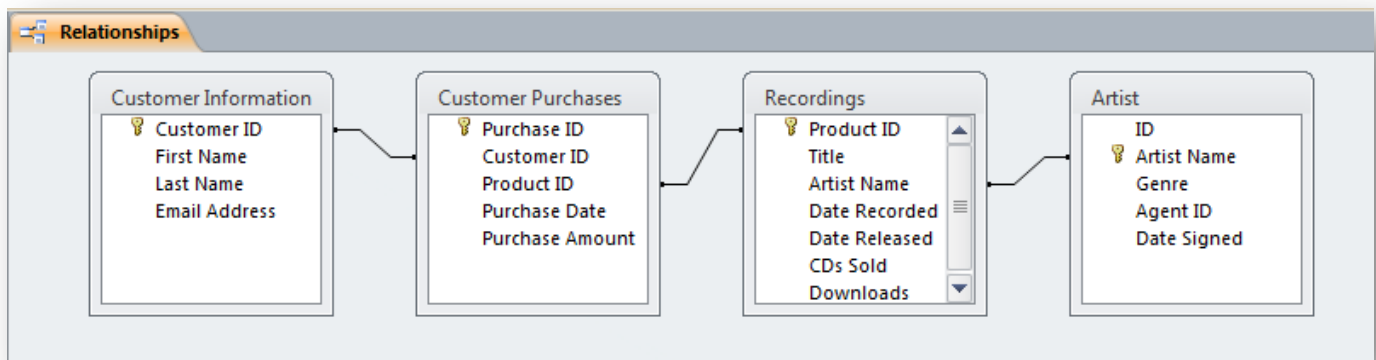 Relationships
Customer Information
Customer ID
First Name
Last Name
Email Address
Customer Purchases
Purchase ID
Customer ID
Product ID
Purchase Date
Purchase Amount
Recordings
Product ID
Title
Artist Name
Date Recorded
Date Released
CDs Sold
Downloads
Artist
ID
Artist Name
Genre
Agent ID
Date Signed